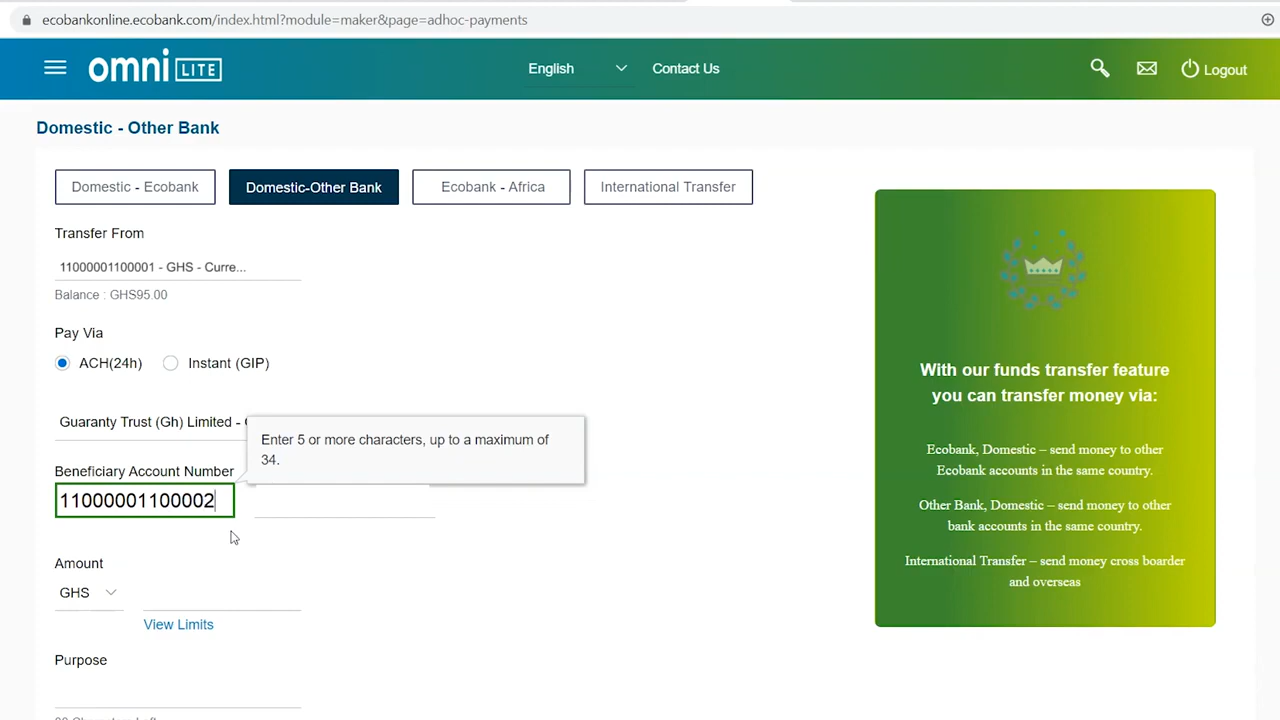 ecobankonline.ecobank.com/index.html?module=maker&page=adhoc-payments
omni LITE
English
Contact Us
Logout
Domestic - Other Bank
Domestic - Ecobank
Domestic-Other Bank
Ecobank - Africa
International Transfer
Transfer From
11000001100001 - GHS - Curre...
Balance : GHS95.00
Pay Via
ACH(24h)
Instant (GIP)
Guaranty Trust (Gh) Limited -
Enter 5 or more characters, up to a maximum of
34.
Beneficiary Account Number
11000001100002
Amount
GHS
View Limits
Purpose
Characters Left
With our funds transfer feature
you can transfer money via:
Ecobank, Domestic – send money to other
Ecobank accounts in the same country.
Other Bank, Domestic – send money to other
bank accounts in the same country.
International Transfer – send money cross boarder
and overseas